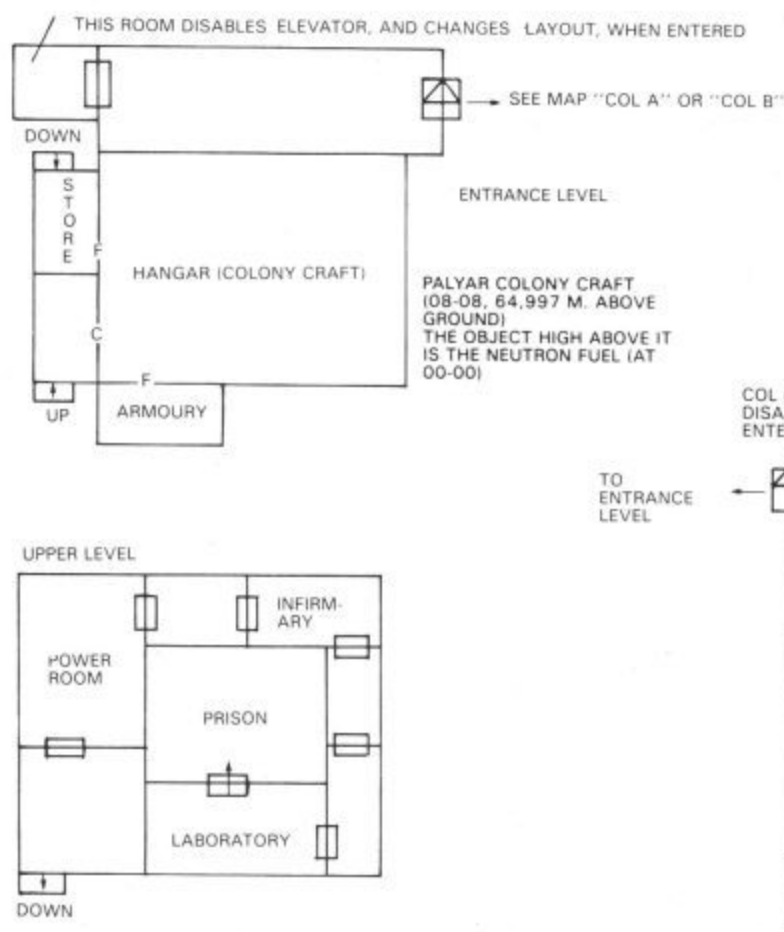 THIS ROOM DISABLES ELEVATOR, AND CHANGES LAYOUT, WHEN ENTERED
SEE MAP "COL A" OR "COL B"
DOWN
STORE
F
ENTRANCE LEVEL
HANGAR (COLONY CRAFT)
PALYAR COLONY CRAFT
(08-08, 64,997 M. ABOVE
GROUND)
THE OBJECT HIGH ABOVE IT
IS THE NEUTRON FUEL (AT
00-00)
C
F
UP
ARMOURY
COL
DISA
ENTE
TO
ENTRANCE
LEVEL
UPPER LEVEL
INFIRM-
ARY
POWER
ROOM
PRISON
LABORATORY
DOWN